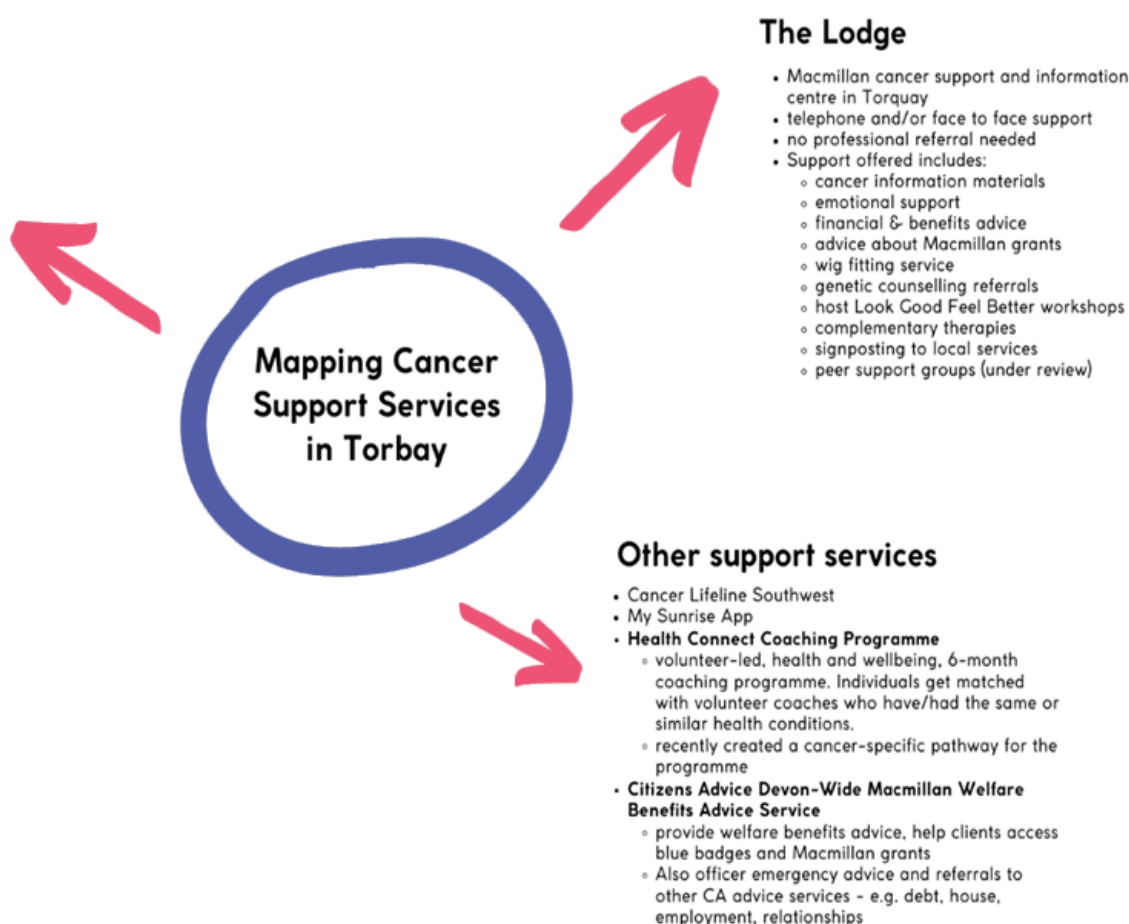 The Lodge
• Macmillan cancer support and information
centre in Torquay
• telephone and/or face to face support
• no professional referral needed
• Support offered includes:
◦ cancer information materials
◦ emotional support
◦ financial & benefits advice
◦ advice about Macmillan grants
◦ wig fitting service
◦ genetic counselling referrals
◦ host Look Good Feel Better workshops
◦ complementary therapies
◦ signposting to local services
◦ peer support groups (under review)
Mapping Cancer
Support Services
in Torbay
Other support services
• Cancer Lifeline Southwest
• My Sunrise App
• Health Connect Coaching Programme
◦ volunteer-led, health and wellbeing, 6-month
coaching programme. Individuals get matched
with volunteer coaches who have/had the same or
similar health conditions.
◦ recently created a cancer-specific pathway for the
programme
• Citizens Advice Devon-Wide Macmillan Welfare
Benefits Advice Service
◦ provide welfare benefits advice, help clients access
blue badges and Macmillan grants
◦ Also officer emergency advice and referrals to
other CA advice services - e.g. debt, house,
employment, relationships